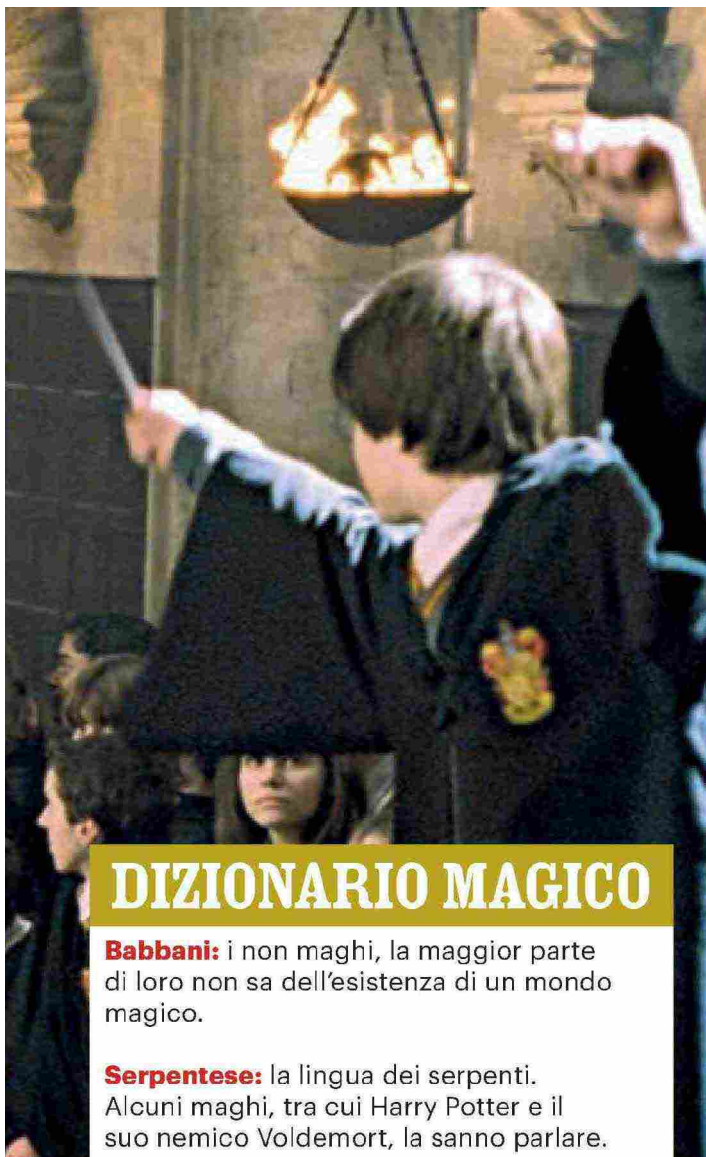 DIZIONARIO MAGICO
Babbani: i non maghi, la maggior parte
di loro non sa dell'esistenza di un mondo
magico.
Serpentese: la lingua dei serpenti.
Alcuni maghi, tra cui Harry Potter e il
suo nemico Voldemort, la sanno parlare.